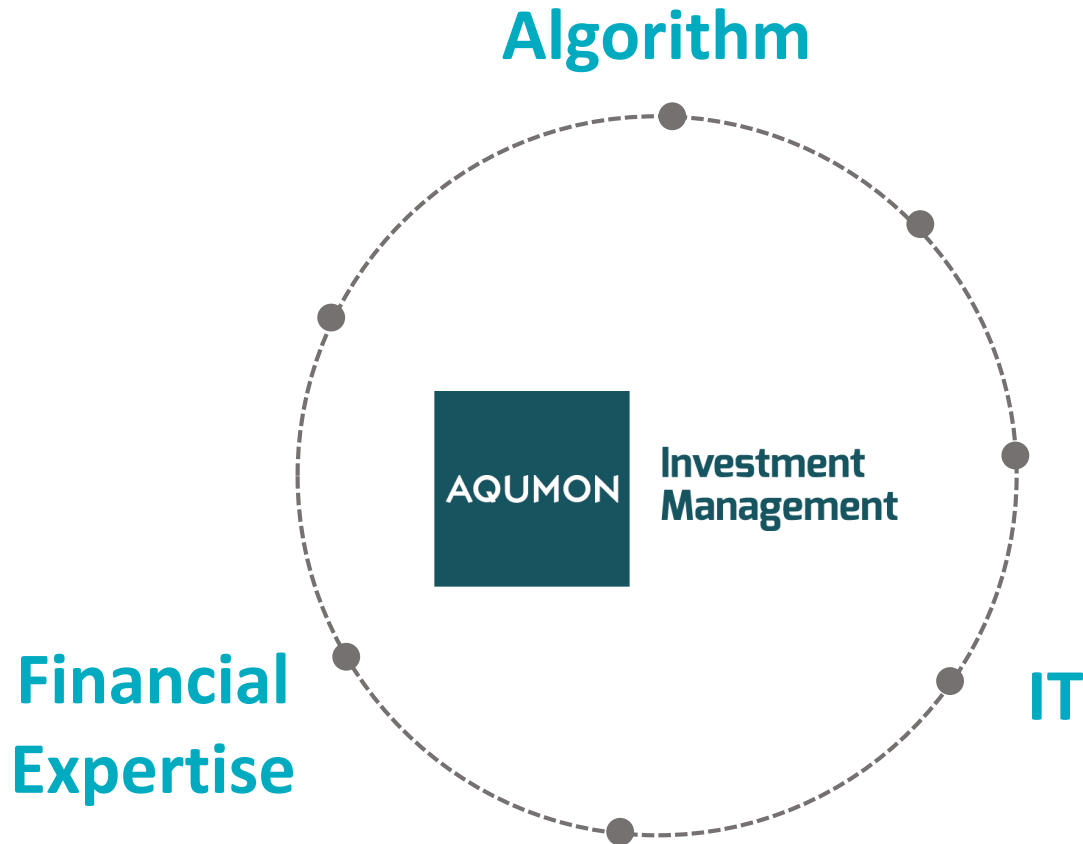 Algorithm
AQUMON
Investment
Management
Financial
Expertise
IT